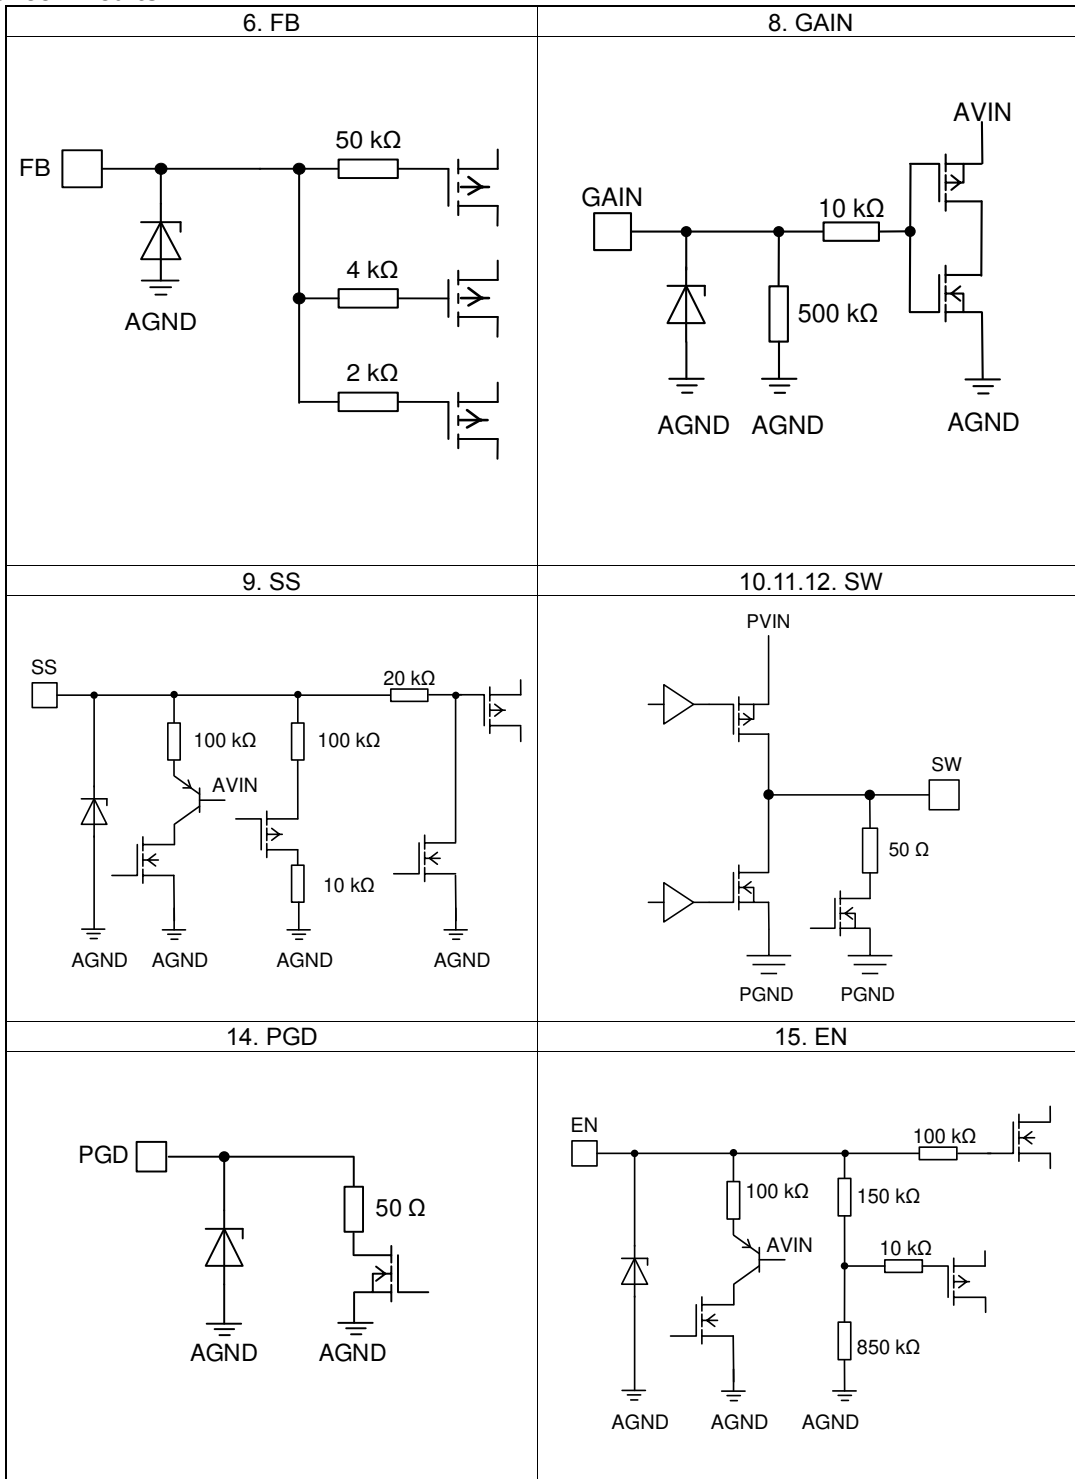 6. FB
8. GAIN
FB
50 kΩ
4 kΩ
2 kΩ
AGND
AVIN
GAIN
10 kΩ
500 kΩ
AGND AGND
AGND
9. SS
10.11.12. SW
SS
20 kΩ
100 kΩ
100 kΩ
AVIN
10 kΩ
AGND AGND AGND AGND
PVIN
SW
50 Ω
PGND PGND
14. PGD
15. EN
PGD
50 Ω
AGND AGND
EN
100 kΩ
100 kΩ
150 kΩ
AVIN
10 kΩ
850 kΩ
AGND AGND AGND